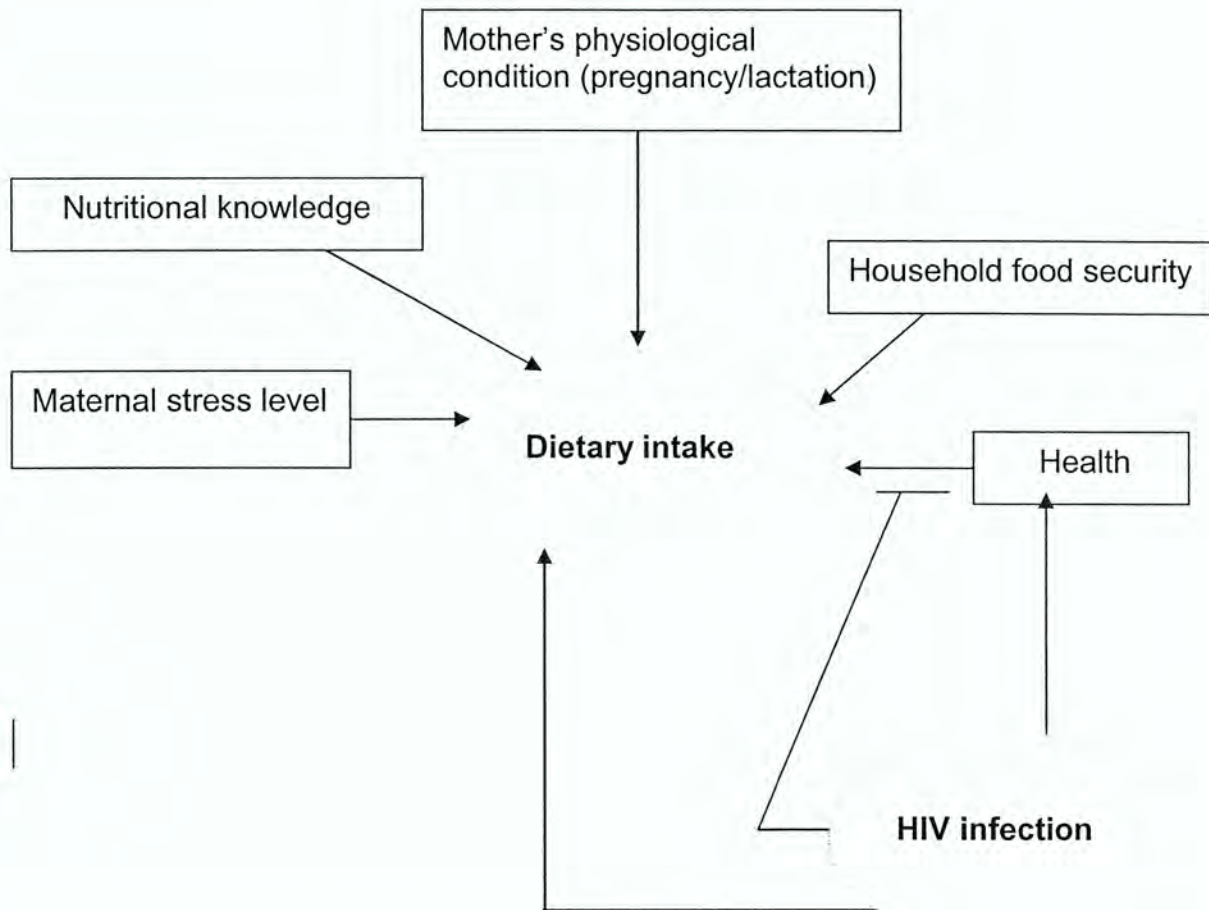 Mother's physiological
condition (pregnancy/lactation)
Nutritional knowledge
Household food security
Maternal stress level
Dietary intake
Health
HIV infection